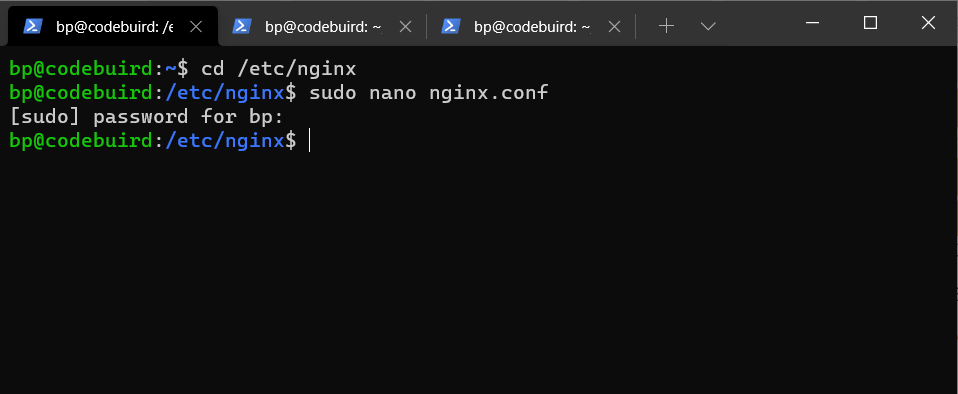 bp@codebuird: /e
bp@codebuird: ~
bp@codebuird: ~
bp@codebuird:~$ cd /etc/nginx
bp@codebuird:/etc/nginx$ sudo nano nginx.conf
[sudo] password for bp:
bp@codebuird:/etc/nginx$